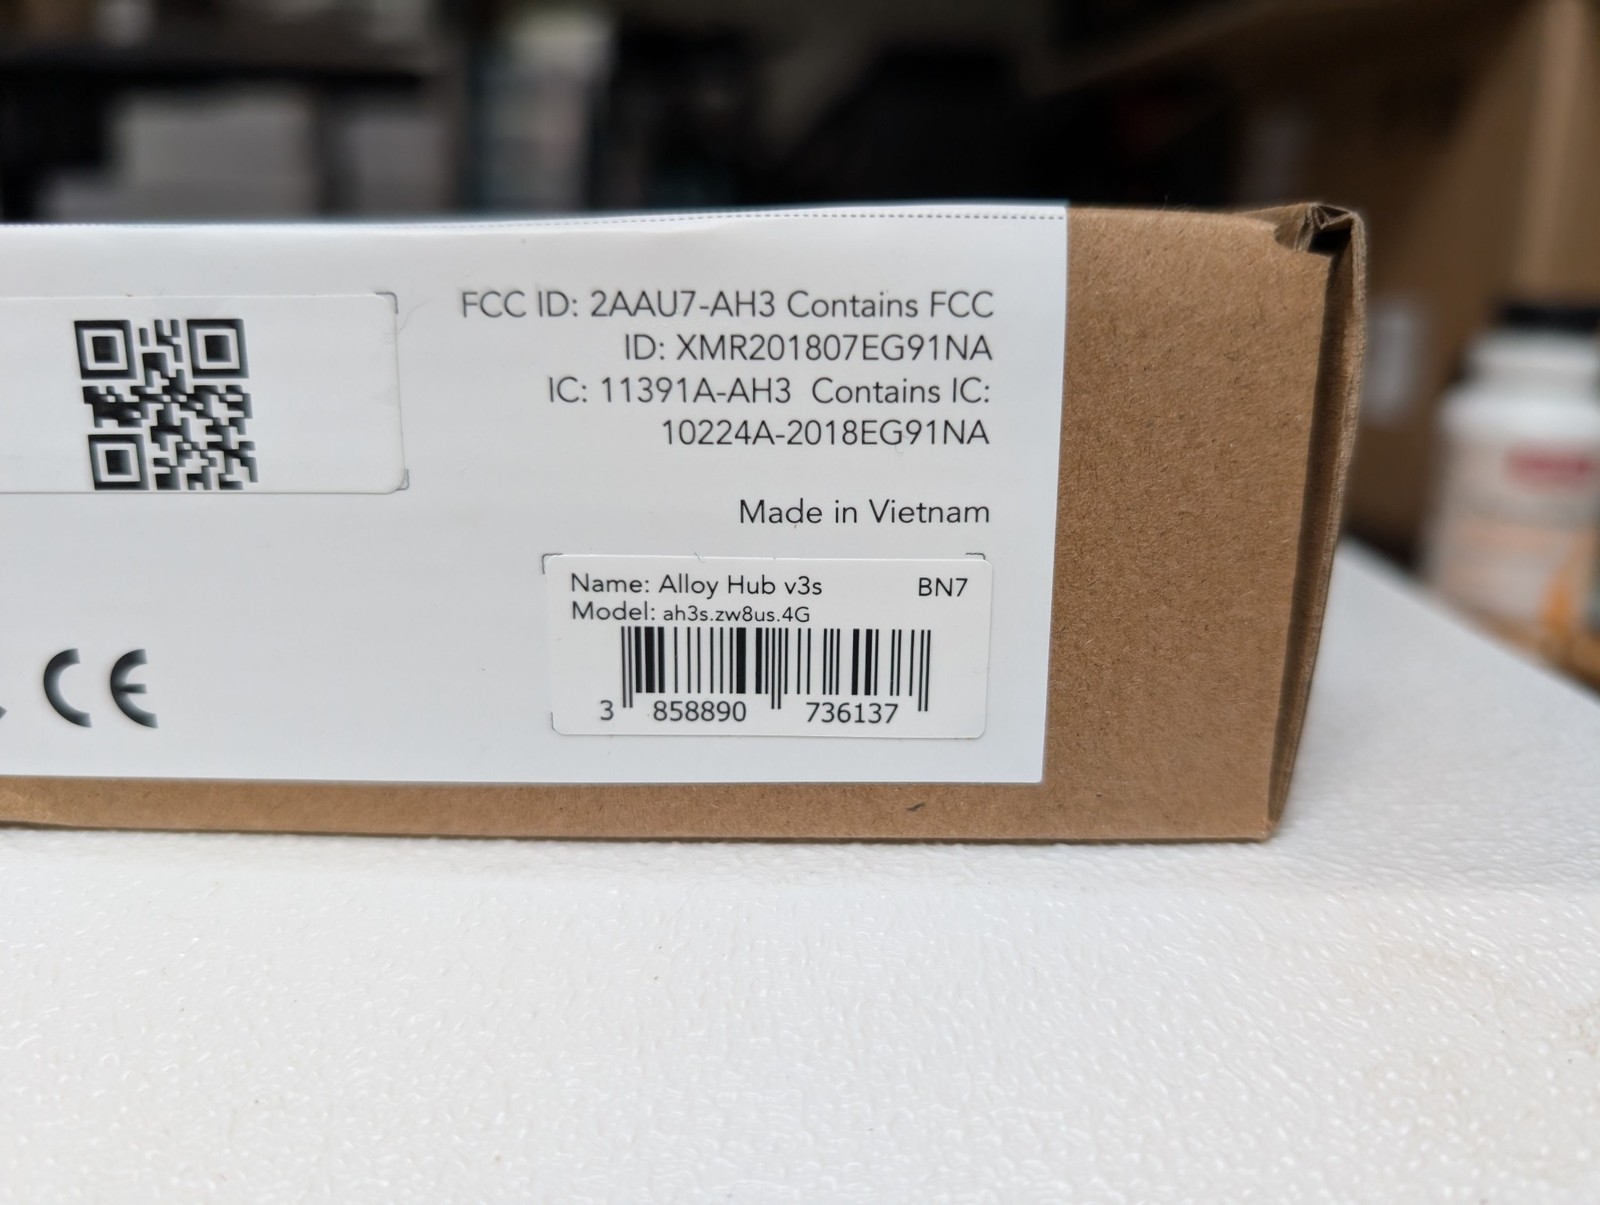 FCC ID: 2AAU7-AH3 Contains FCC
ID: XMR201807EG91NA
IC: 11391A-AH3 Contains IC:
10224A-2018EG91NA
Made in Vietnam
Name: Alloy Hub v3s BN7
Model: ah3s.zw8us.4G
3 858890 736137
CE